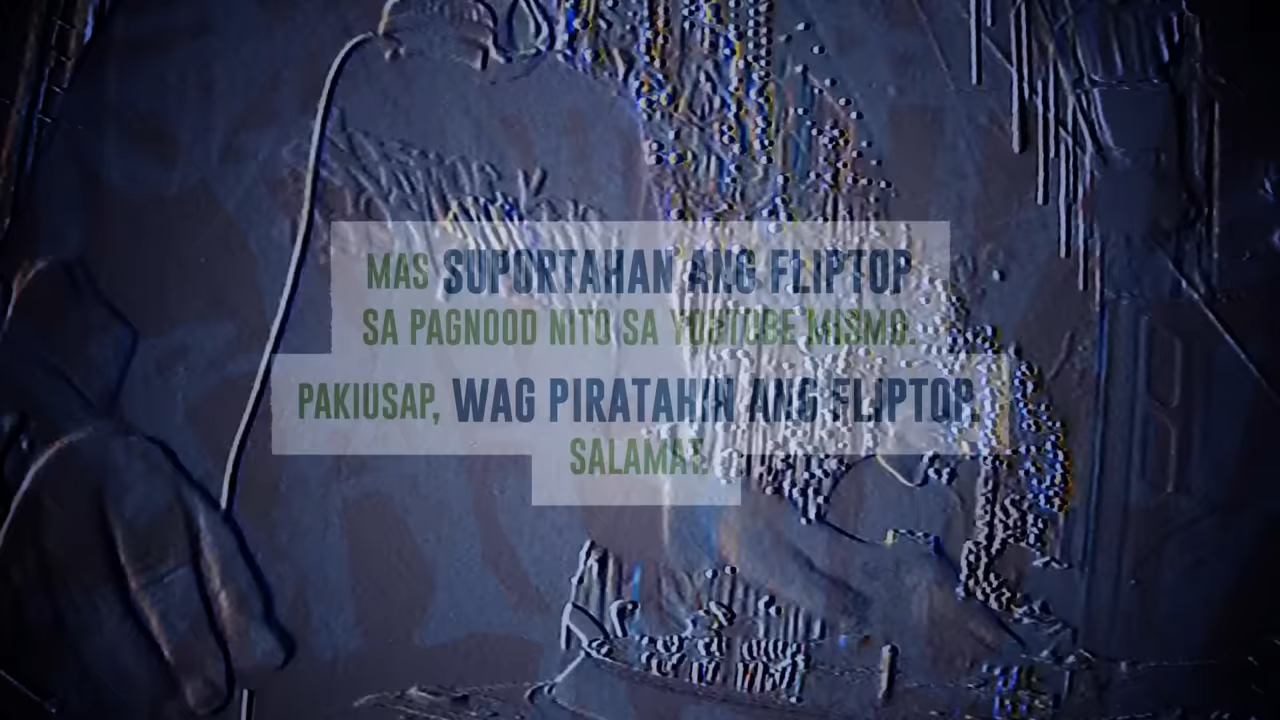 MAS SUPORTAHAN ANG FLIPTOP
SA PAGNOOD NITO SA YOUTUBE MISMO.
PAKIUSAP, WAG PIRATAHIN ANG FLIPTOP.
SALAMAT.